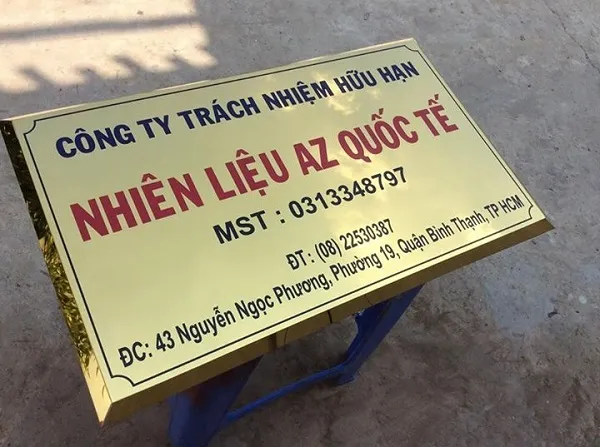 CÔNG TY TRÁCH NHIỆM HỮU HẠN
NHIÊN LIỆU AZ QUỐC TẾ
MST : 0313348797
ĐT : (08) 22530387
ĐC: 43 Nguyễn Ngọc Phương, Phường 19, Quận Bình Thạnh, TP HCM